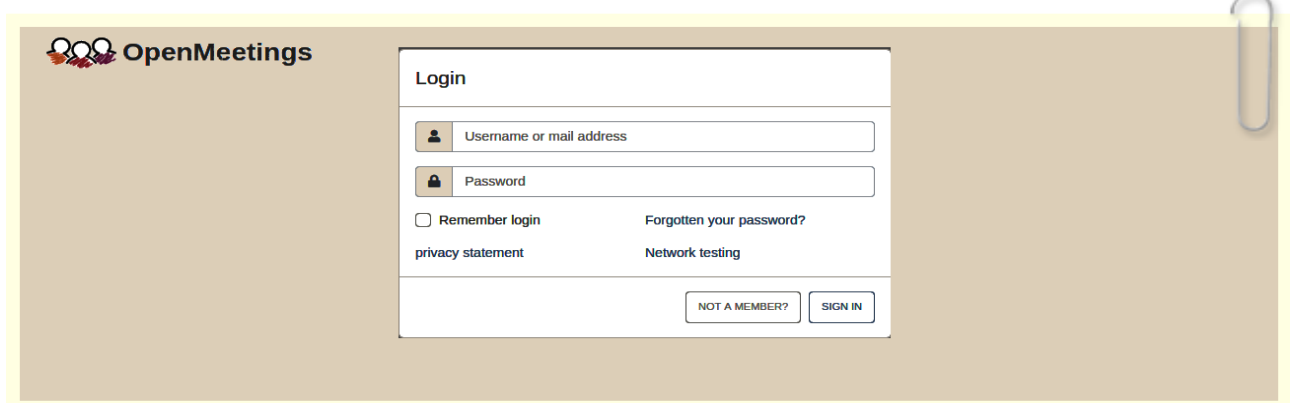 OpenMeetings
Login
Username or mail address
Password
Remember login Forgotten your password?
privacy statement Network testing
NOT A MEMBER? SIGN IN